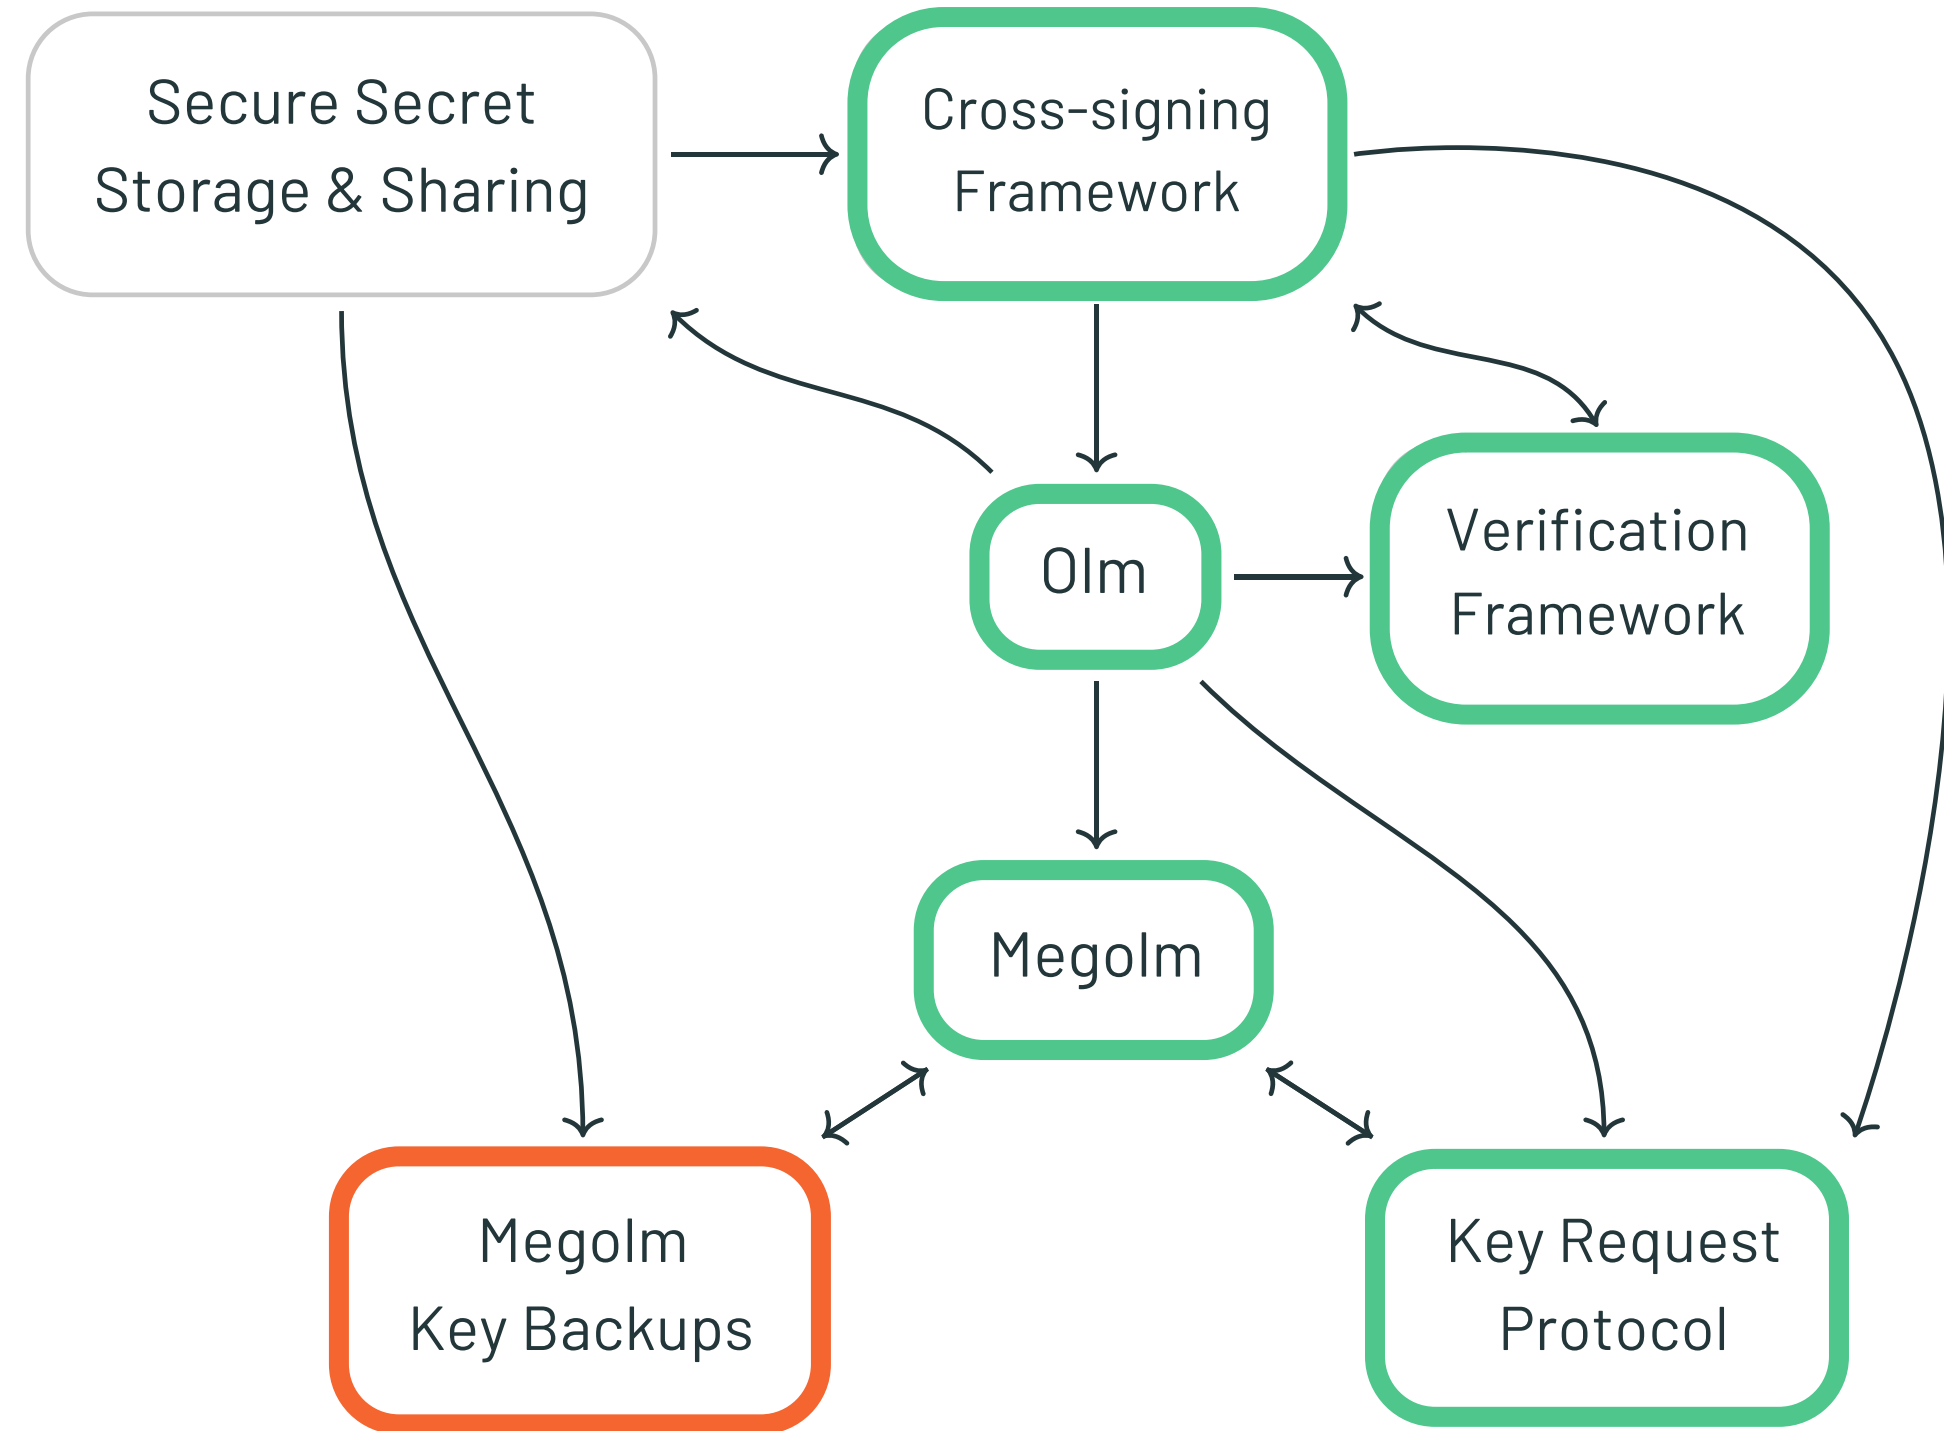 Secure Secret
Storage & Sharing
Cross-signing
Framework
Olm
Verification
Framework
Megolm
Megolm
Key Backups
Key Request
Protocol